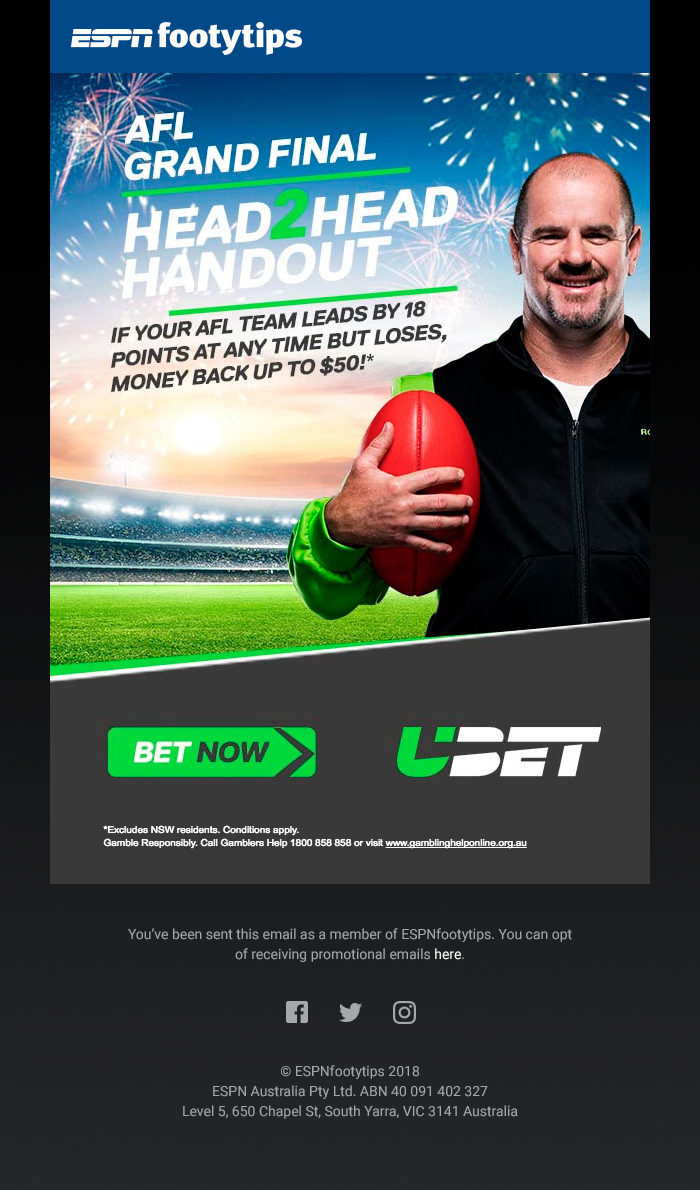 ESPN footytips
AFL
GRAND FINAL
HEAD2HEAD
HANDOUT
IF YOUR AFL TEAM LEADS BY 18
POINTS AT ANY TIME BUT LOSES,
MONEY BACK UP TO $50!*
BET NOW
UBET
*Excludes NSW residents. Conditions apply.
Gamble Responsibly. Call Gamblers Help 1800 858 858 or visit www.gamblinghelponline.org.au
You've been sent this email as a member of ESPNfootytips. You can opt
of receiving promotional emails here.
© ESPNfootytips 2018
ESPN Australia Pty Ltd. ABN 40 091 402 327
Level 5, 650 Chapel St, South Yarra, VIC 3141 Australia